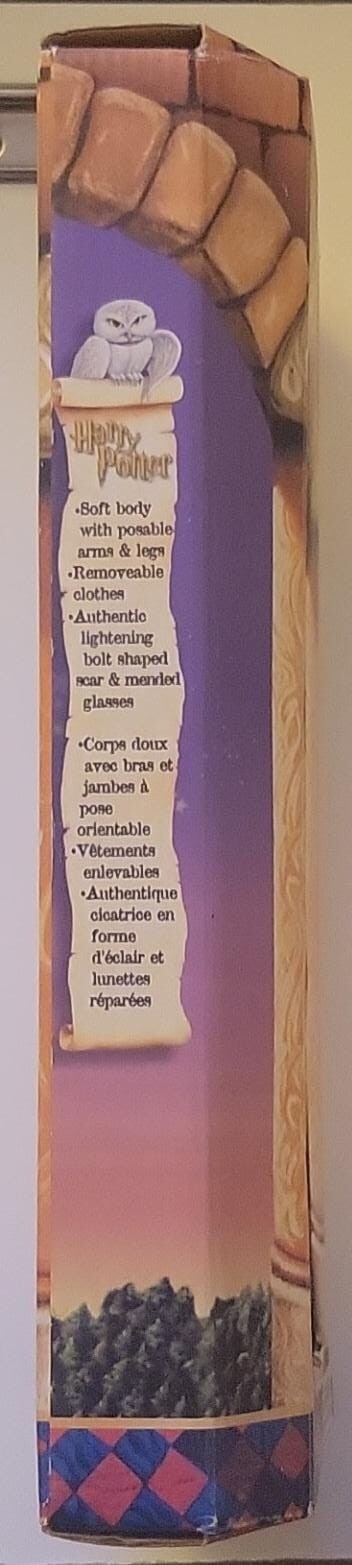 Harry
Potter
•Soft body
with posable
arms & legs
•Removeable
clothes
•Authentic
lightening
bolt shaped
scar & mended
glasses
•Corps doux
avec bras et
jambes à
pose
orientable
•Vêtements
enlevables
•Authentique
cicatrice en
forme
d'éclair et
lunettes
réparées